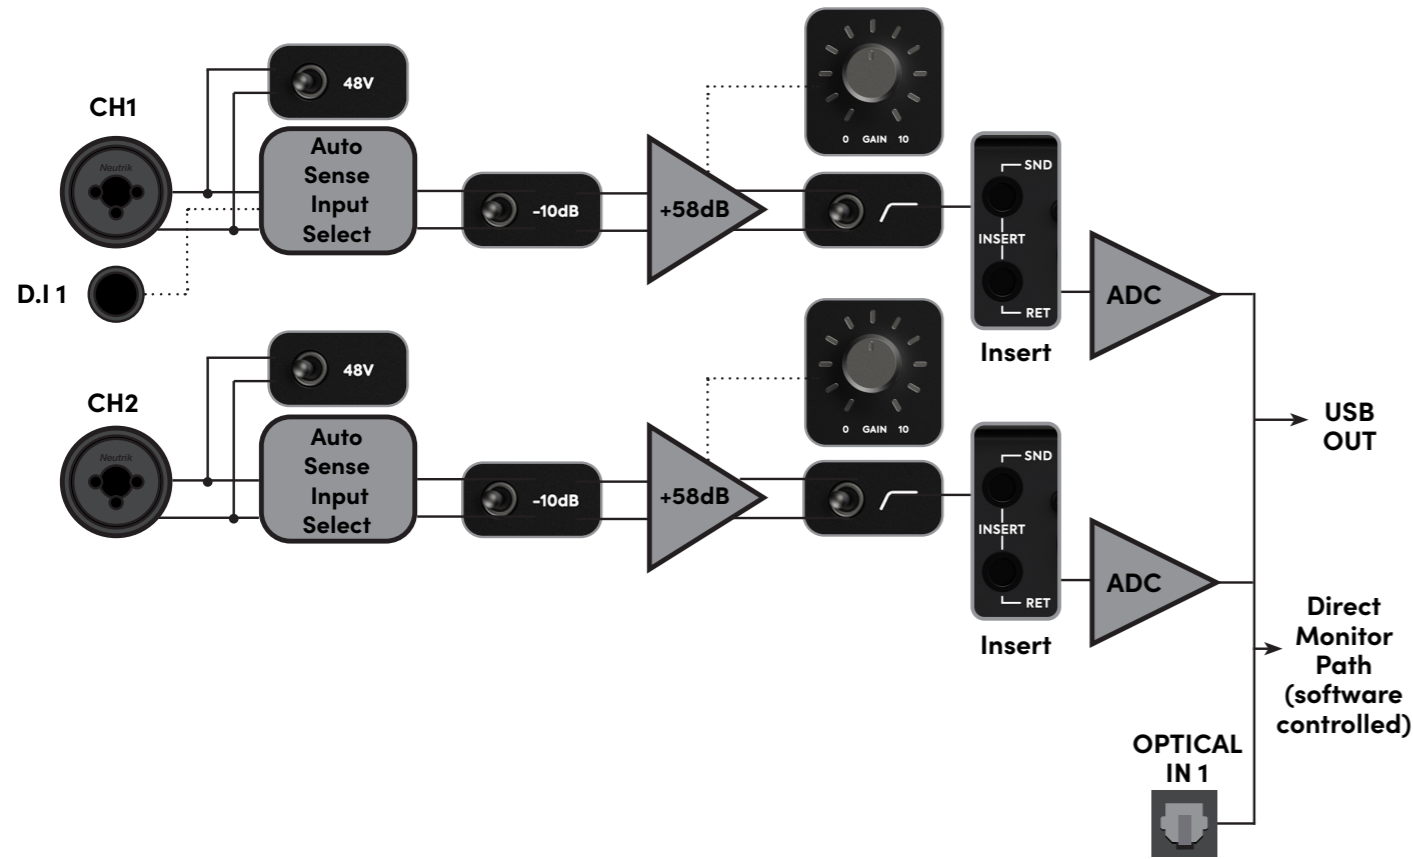 CH1
Neutrik
48V
Auto
Sense
Input
Select
-10dB
+58dB
0 GAIN 10
SND
INSERT
RET
Insert
ADC
D.I 1
CH2
Neutrik
48V
Auto
Sense
Input
Select
-10dB
+58dB
0 GAIN 10
SND
INSERT
RET
Insert
ADC
USB
OUT
Direct
Monitor
Path
(software
controlled)
OPTICAL
IN 1